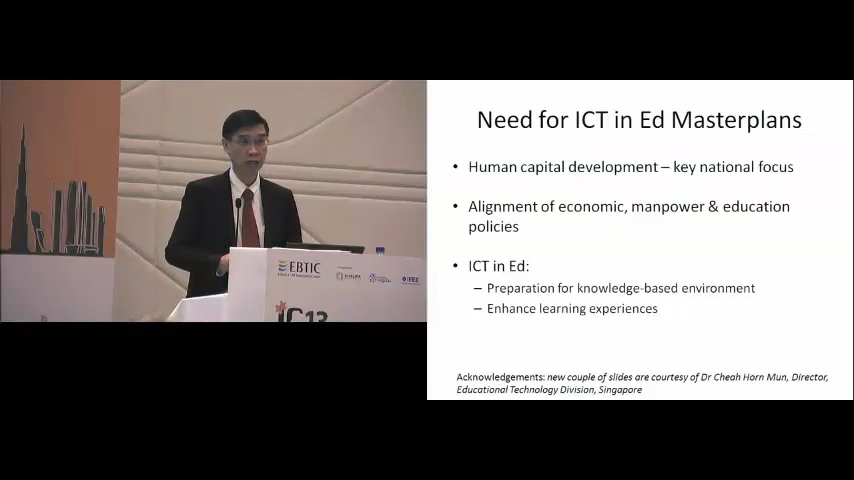 EBTIC
IEEE
iC13
Need for ICT in Ed Masterplans
• Human capital development – key national focus
• Alignment of economic, manpower & education
policies
• ICT in Ed:
– Preparation for knowledge-based environment
– Enhance learning experiences
Acknowledgements: new couple of slides are courtesy of Dr Cheah Horn Mun, Director,
Educational Technology Division, Singapore